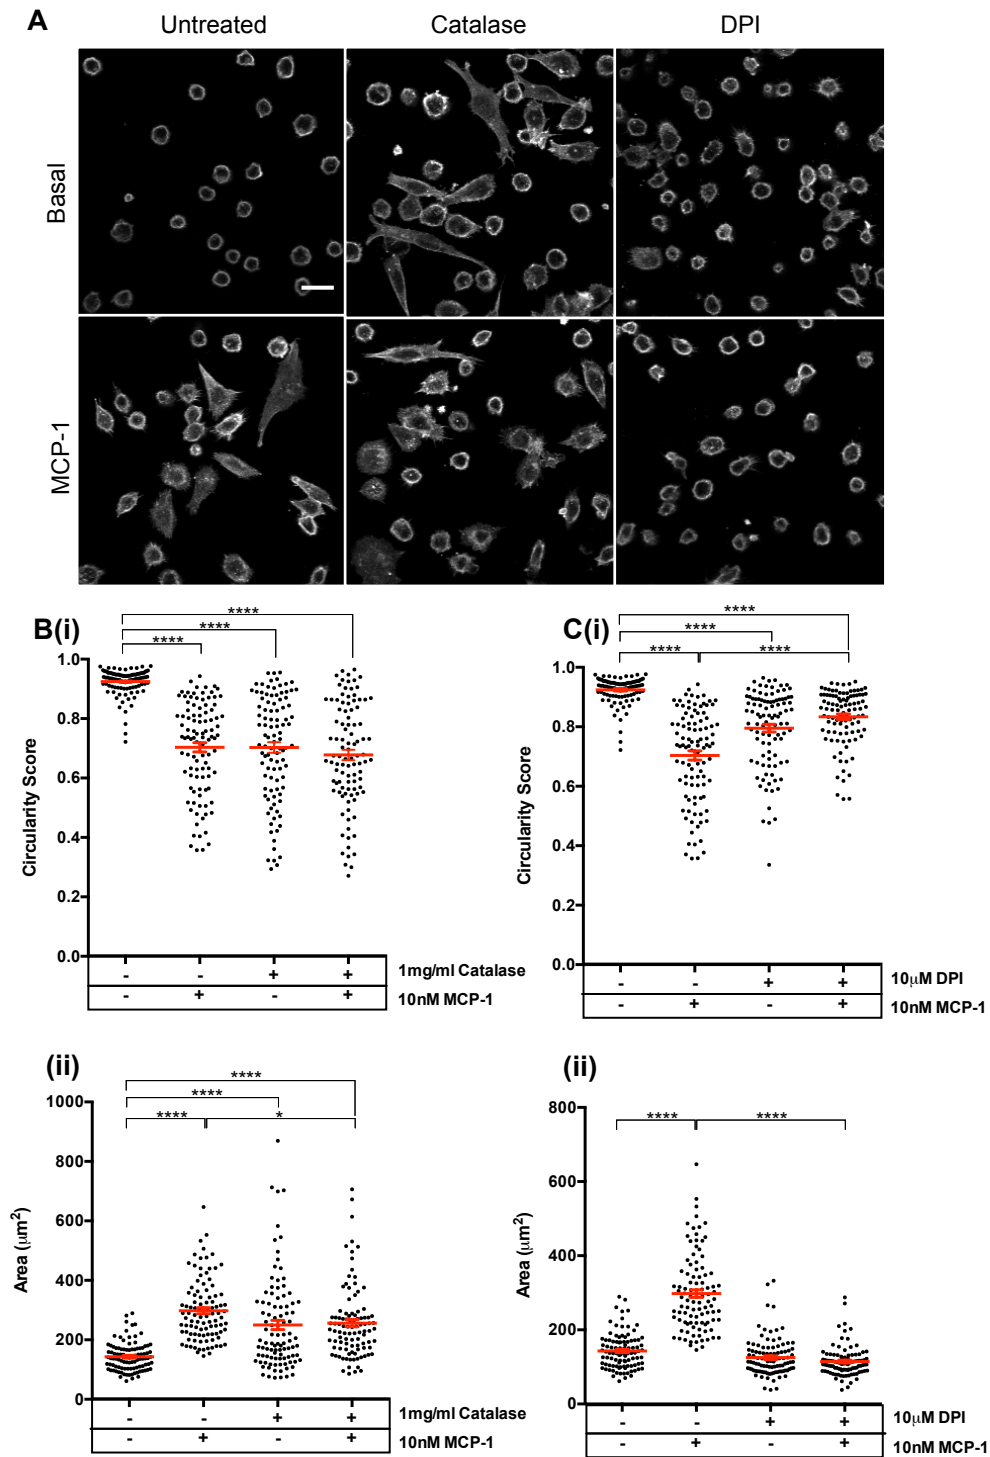 A
Untreated Catalase DPI
Basal
MCP-1
B(i)
****
****
****
Circularity Score
1.0
0.8
0.6
0.4
0.2
0.0
- - + + 1mg/ml Catalase
- + - + 10nM MCP-1
C(i)
****
****
**** ****
Circularity Score
1.0
0.8
0.6
0.4
0.2
0.0
- - + + 10μM DPI
- + - + 10nM MCP-1
(ii)
****
****
**** *
Area (μm²)
1000
800
600
400
200
0
- - + + 1mg/ml Catalase
- + - + 10nM MCP-1
(ii)
**** ****
Area (μm²)
800
600
400
200
0
- - + + 10μM DPI
- + - + 10nM MCP-1